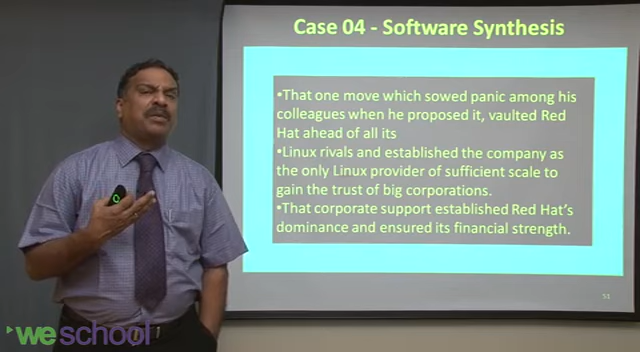 Case 04 - Software Synthesis
•That one move which sowed panic among his
colleagues when he proposed it, vaulted Red
Hat ahead of all its
•Linux rivals and established the company as
the only Linux provider of sufficient scale to
gain the trust of big corporations.
•That corporate support established Red Hat's
dominance and ensured its financial strength.
51
weschool